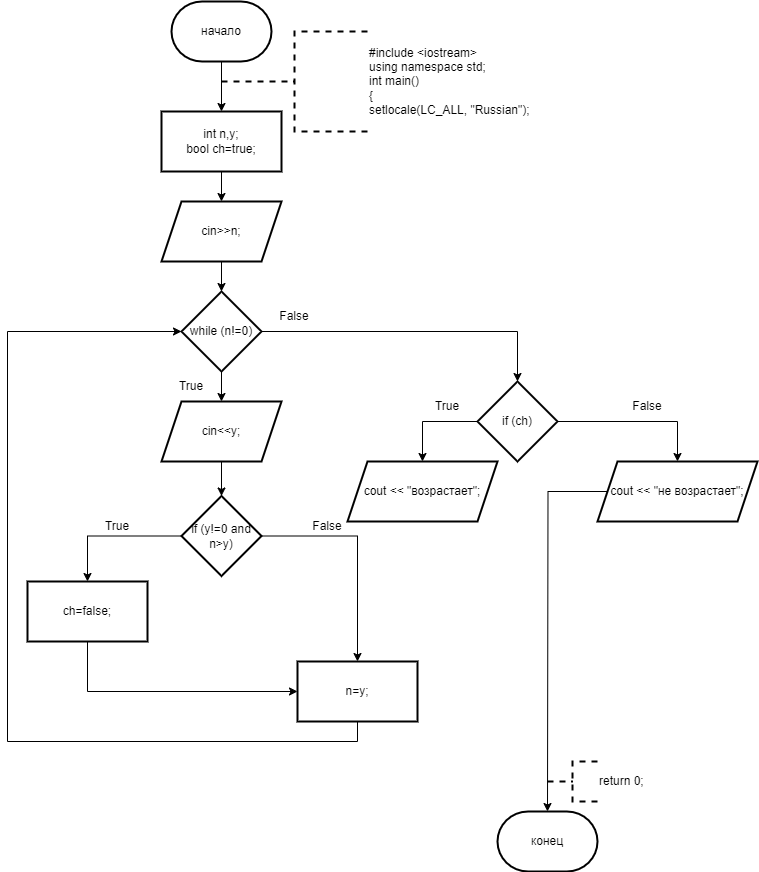 начало
#include <iostream>
using namespace std;
int main()
{
setlocale(LC_ALL, "Russian");
int n,y;
bool ch=true;
cin>>n;
while (n!=0)
False
True
if (ch)
True
False
cin<<y;
cout << "возрастает";
cout << "не возрастает";
if (y!=0 and
n>y)
True
False
ch=false;
n=y;
return 0;
конец